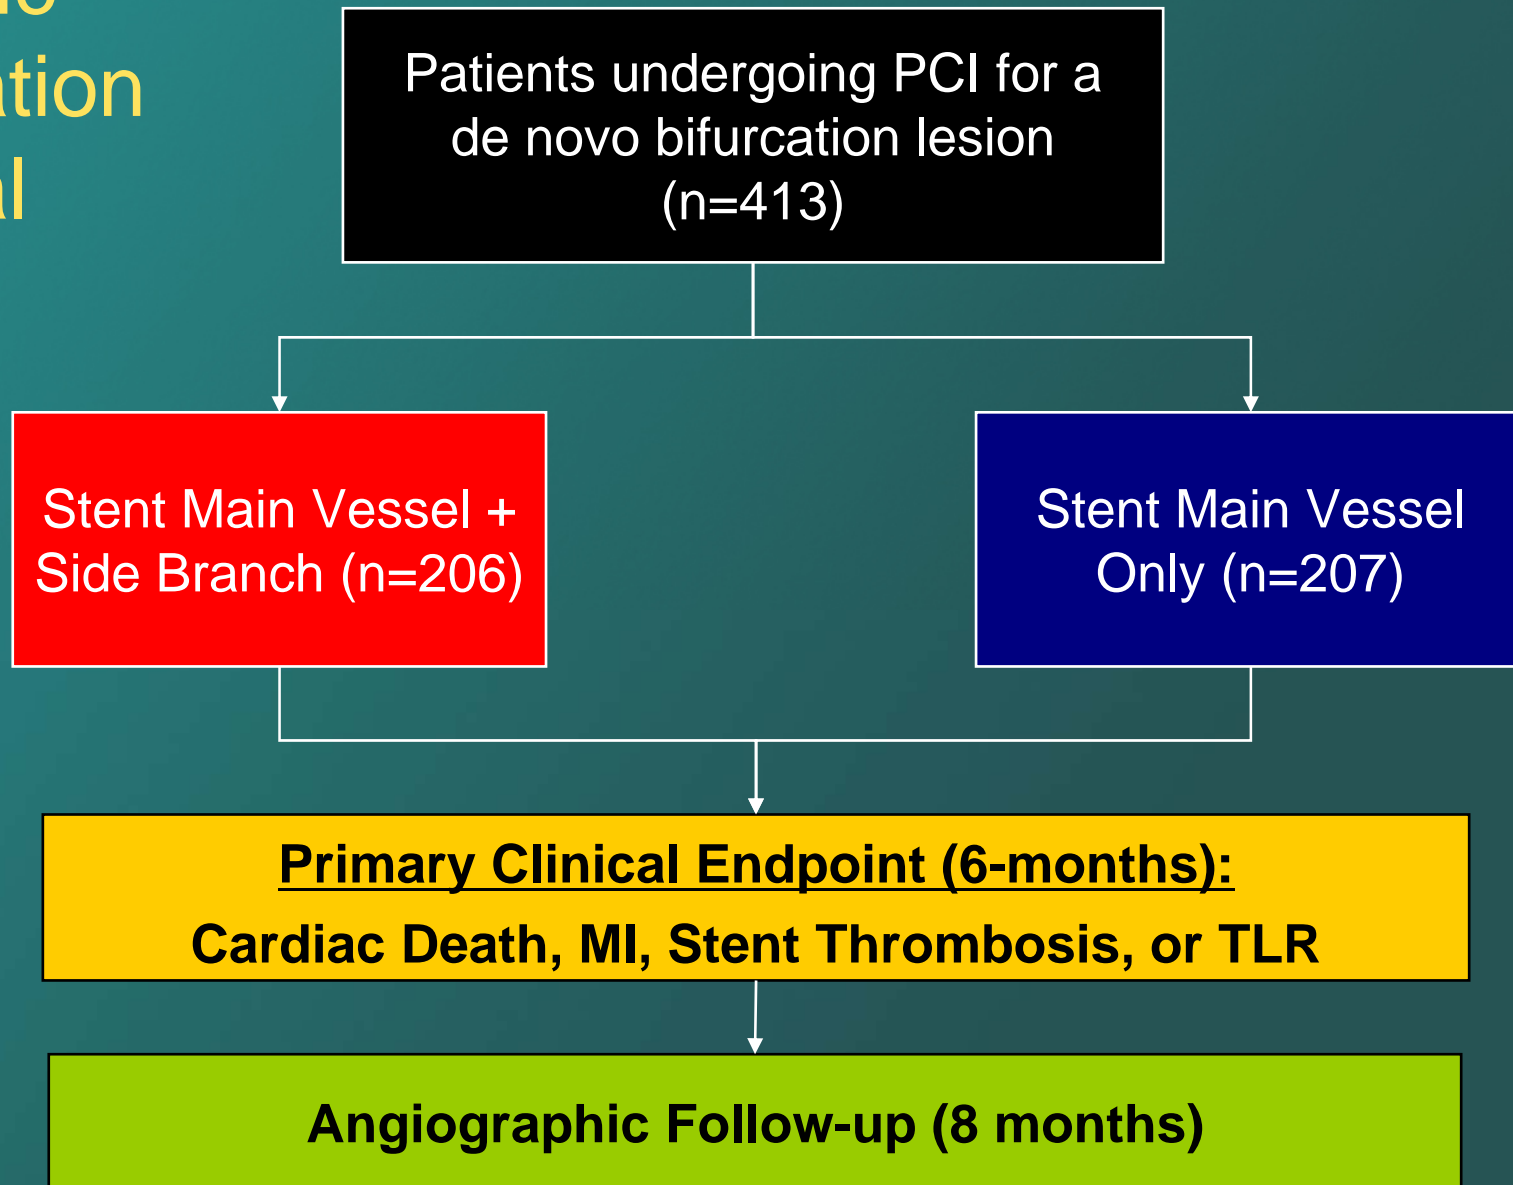 Patients undergoing PCI for a
de novo bifurcation lesion
(n=413)
Stent Main Vessel +
Side Branch (n=206)
Stent Main Vessel
Only (n=207)
Primary Clinical Endpoint (6-months):
Cardiac Death, MI, Stent Thrombosis, or TLR
Angiographic Follow-up (8 months)